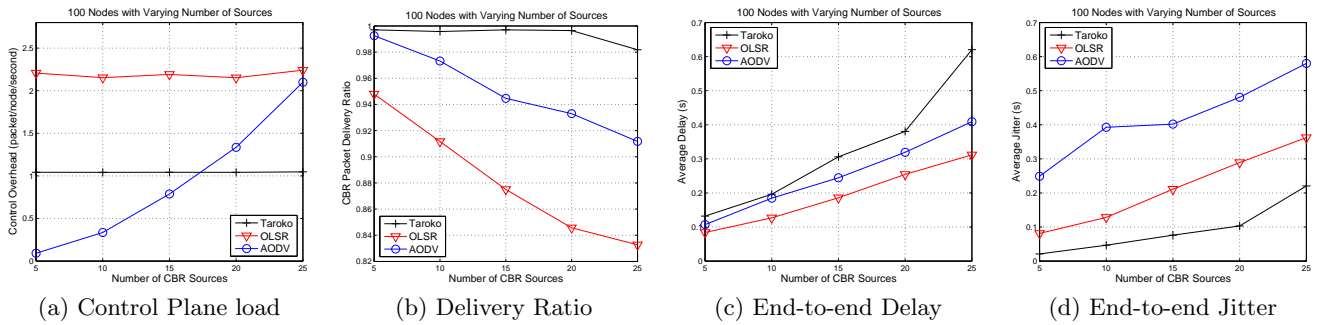 100 Nodes with Varying Number of Sources
Control Overhead (packet/node/second)
2.5
2
1.5
1
0.5
0
5
10
15
20
25
Number of CBR Sources
Taroko
OLSR
AODV
(a) Control Plane load
100 Nodes with Varying Number of Sources
CBR Packet Delivery Ratio
1
0.98
0.96
0.94
0.92
0.9
0.88
0.86
0.84
0.82
5
10
15
20
25
Number of CBR Sources
Taroko
OLSR
AODV
(b) Delivery Ratio
100 Nodes with Varying Number of Sources
Average Delay (s)
0.7
0.6
0.5
0.4
0.3
0.2
0.1
0
5
10
15
20
25
Number of CBR Sources
Taroko
OLSR
AODV
(c) End-to-end Delay
100 Nodes with Varying Number of Sources
Average Jitter (s)
0.7
0.6
0.5
0.4
0.3
0.2
0.1
0
5
10
15
20
25
Number of CBR Sources
Taroko
OLSR
AODV
(d) End-to-end Jitter